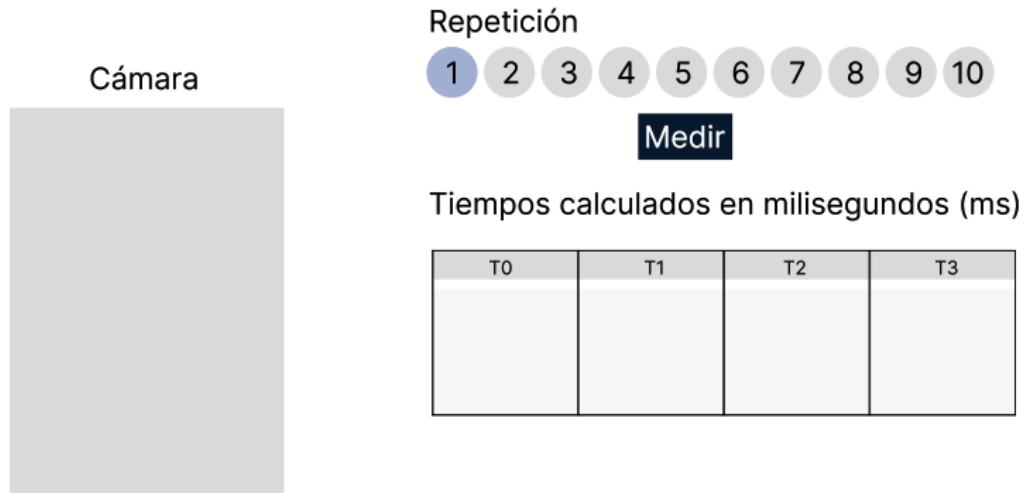 Cámara
Repetición
1 2 3 4 5 6 7 8 9 10
Medir
Tiempos calculados en milisegundos (ms)
T0 T1 T2 T3